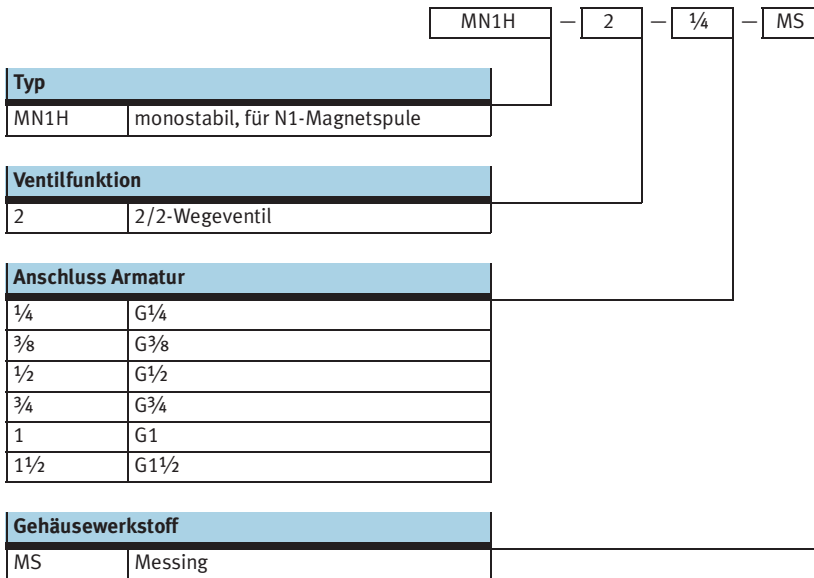 MN1H — 2 — ¼ — MS
Typ
MN1H monostabil, für N1-Magnetspule
Ventilfunktion
2 2/2-Wegeventil
Anschluss Armatur
¼ G¼
⅜ G⅜
½ G½
¾ G¾
1 G1
1½ G1½
Gehäusewerkstoff
MS Messing